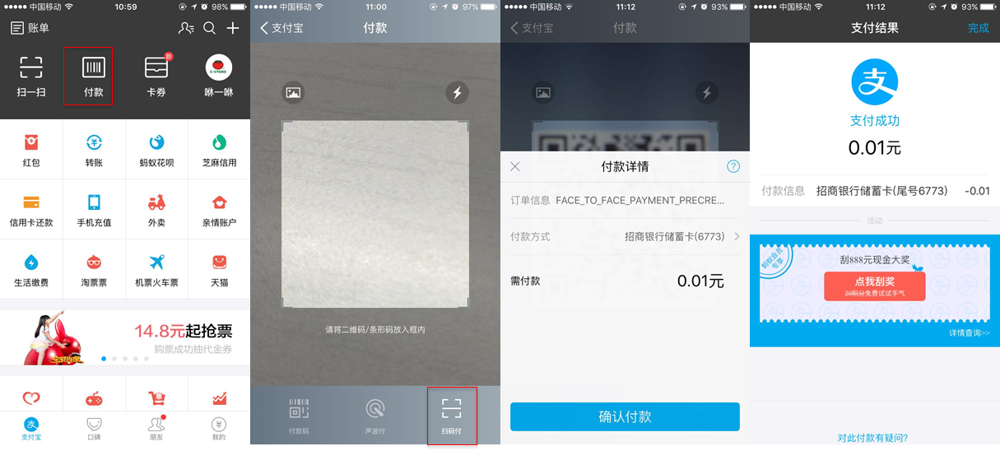 中国移动 10:59 98%
账单
扫一扫 付款 卡券 咻一咻
新
C-STORE
红包 转账 蚂蚁花呗 芝麻信用
信用卡还款 手机充值 外卖 亲情账户
生活缴费 淘票票 机票火车票 天猫
14.8元起抢票
购票成功抽代金券
支付宝 口碑 朋友 我的
中国移动 11:00 97%
支付宝 付款
请将二维码/条形码放入框内
付款码 声波付 扫码付
中国移动 11:12 93%
支付宝 付款
付款详情
订单信息 FACE_TO_FACE_PAYMENT_PRECRE...
付款方式 招商银行储蓄卡(6773)
需付款 0.01元
确认付款
中国移动 11:12 93%
支付结果 完成
支
支付成功
0.01元
付款信息 招商银行储蓄卡(尾号6773) -0.01
活动
蚂蚁会员
专享
刮888元现金大奖
点我刮奖
20积分免费试试手气
详情查询>>
对此付款有疑问?